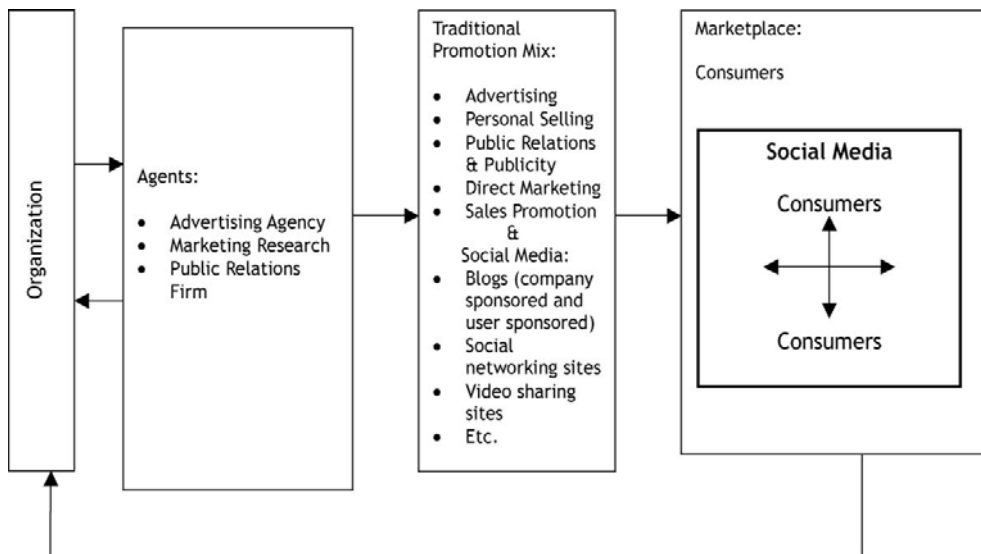 Organization
Agents:
• Advertising Agency
• Marketing Research
• Public Relations
Firm
Traditional
Promotion Mix:
• Advertising
• Personal Selling
• Public Relations
& Publicity
• Direct Marketing
• Sales Promotion
&
Social Media:
• Blogs (company
sponsored and
user sponsored)
• Social
networking sites
• Video sharing
sites
• Etc.
Marketplace:
Consumers
Social Media
Consumers
Consumers